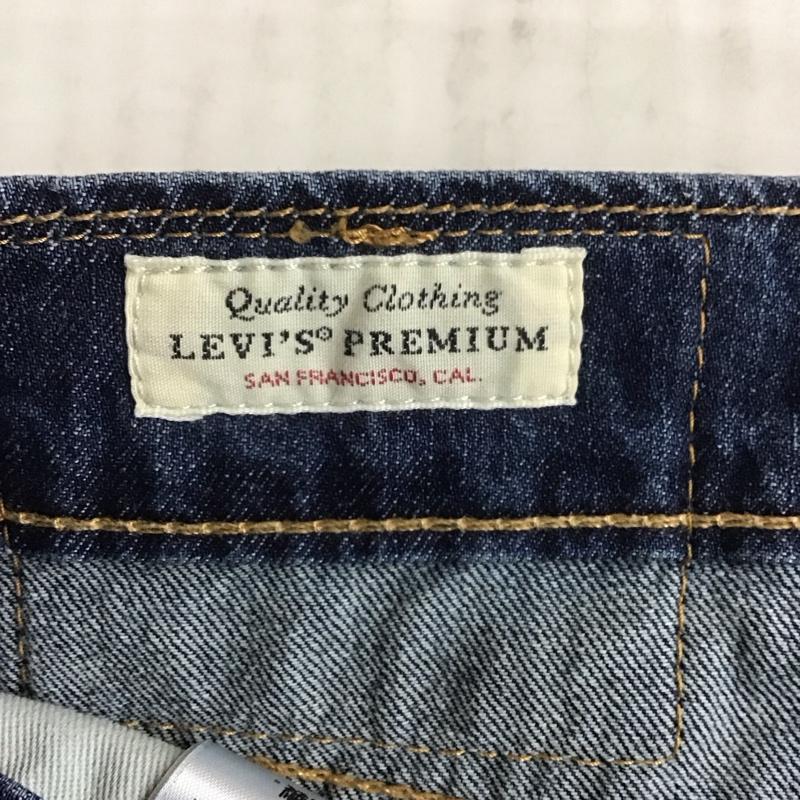 Quality Clothing
LEVI'S® PREMIUM
SAN FRANCISCO, CAL.